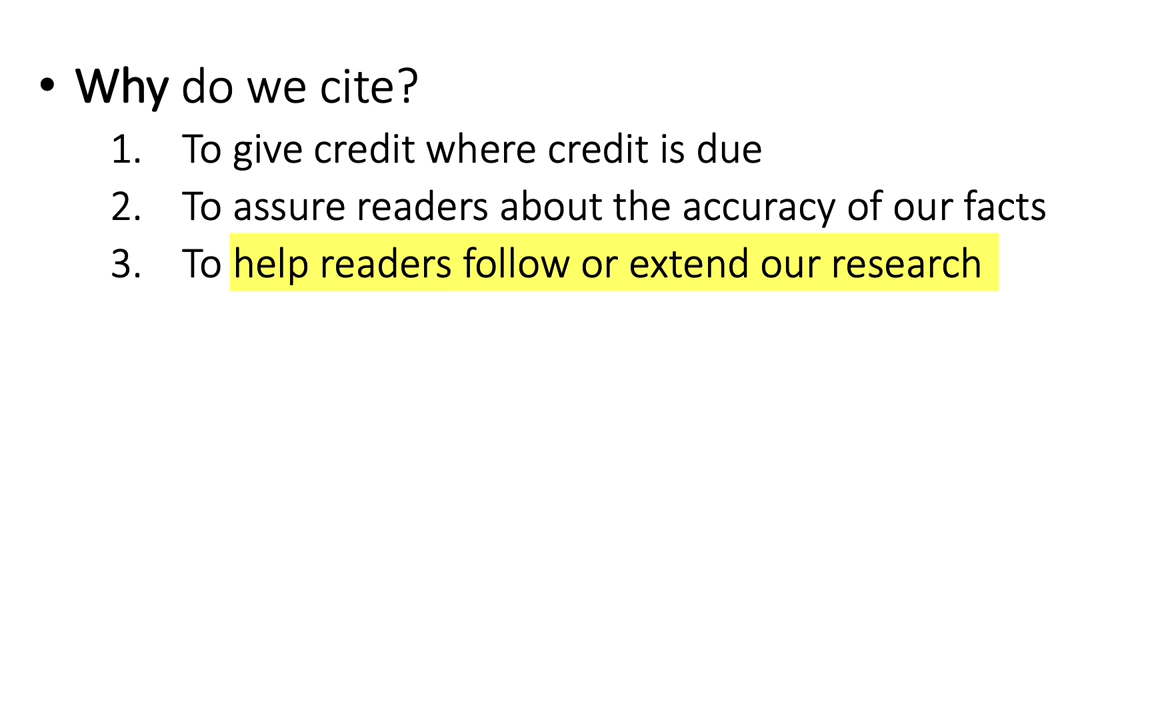 • Why do we cite?
1. To give credit where credit is due
2. To assure readers about the accuracy of our facts
3. To help readers follow or extend our research